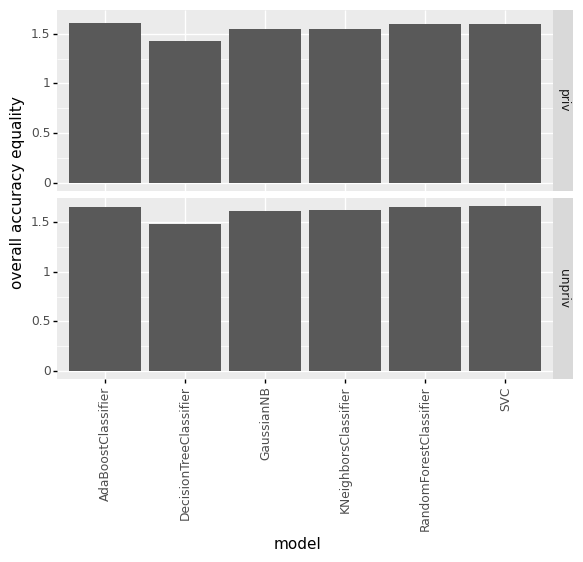 overall accuracy equality
1.5
1
0.5
0
priv
1.5
1
0.5
0
unpriv
AdaBoostClassifier
DecisionTreeClassifier
GaussianNB
KNeighborsClassifier
RandomForestClassifier
SVC
model